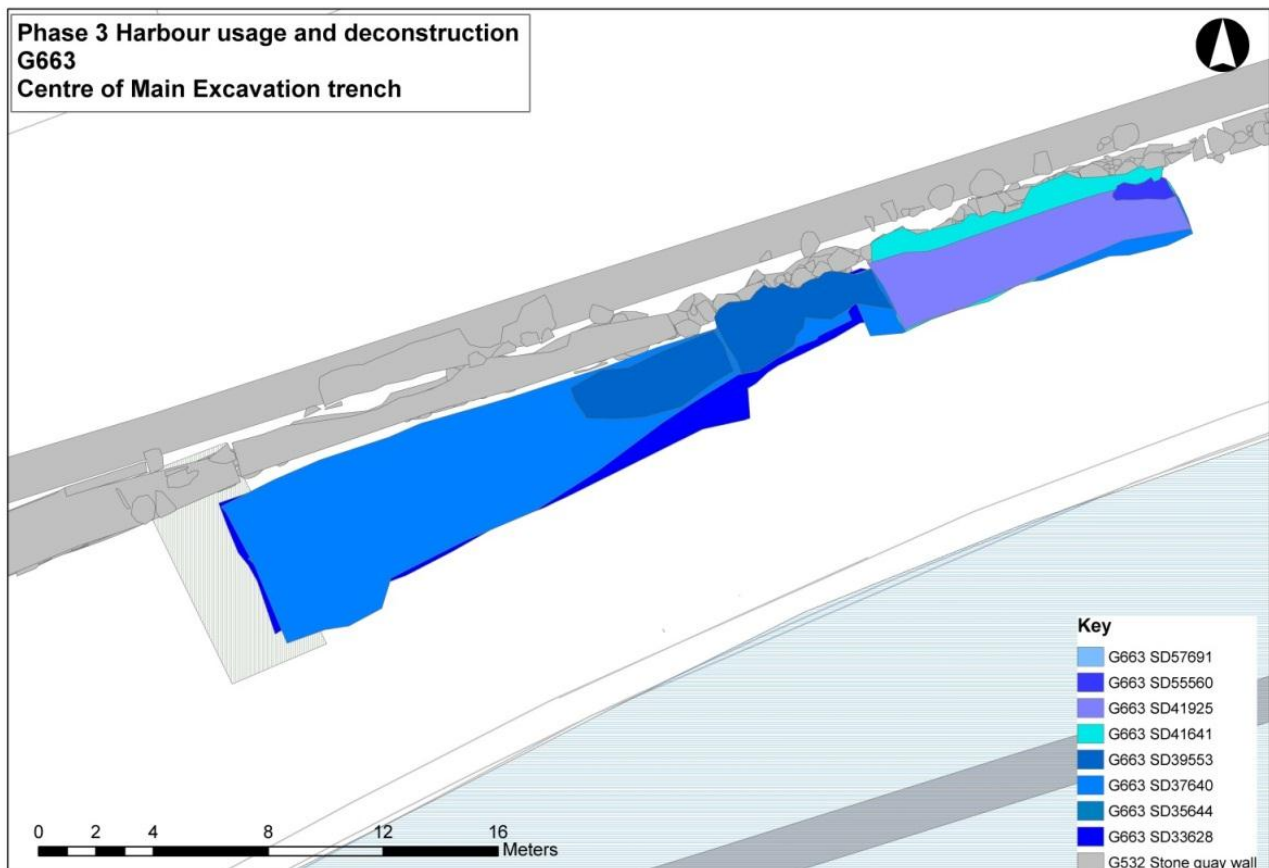 Phase 3 Harbour usage and deconstruction
G663
Centre of Main Excavation trench
Key
G663 SD57691
G663 SD55560
G663 SD41925
G663 SD41641
G663 SD39553
G663 SD37640
G663 SD35644
G663 SD33628
G532 Stone quay wall
0 2 4 8 12 16
Meters